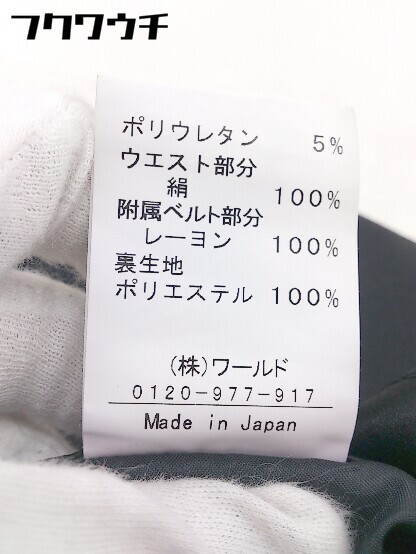 フクワウチ
ポリウレタン 5%
ウエスト部分
絹 100%
附属ベルト部分
レーヨン 100%
裏生地
ポリエステル 100%
(株)ワールド
0120-977-917
Made in Japan